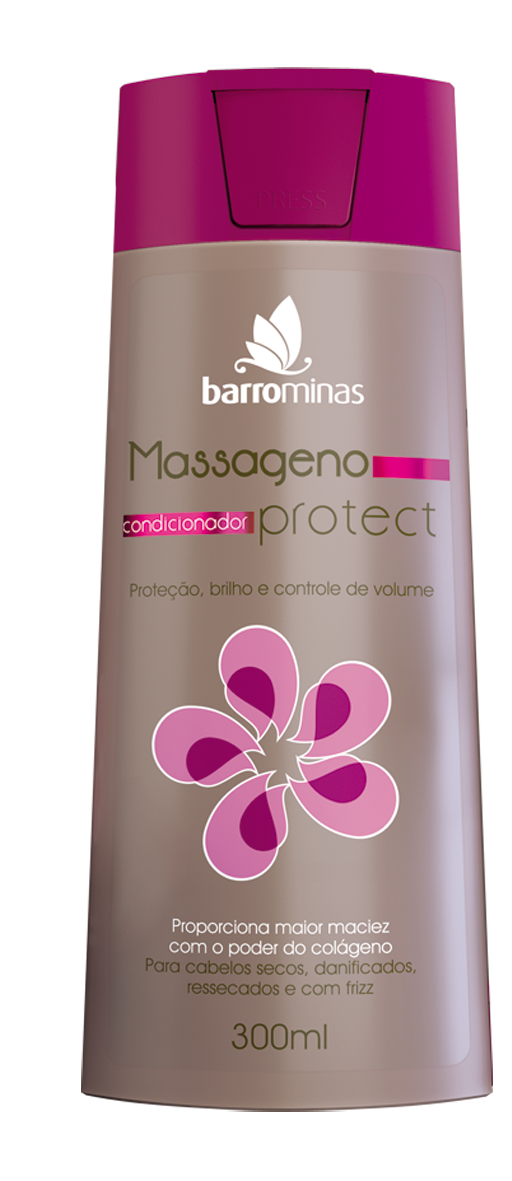 PRESS
barrominas
Massageno
condicionador protect
Proteção, brilho e controle de volume
Proporciona maior maciez
com o poder do colágeno
Para cabelos secos, danificados,
ressecados e com frizz
300ml